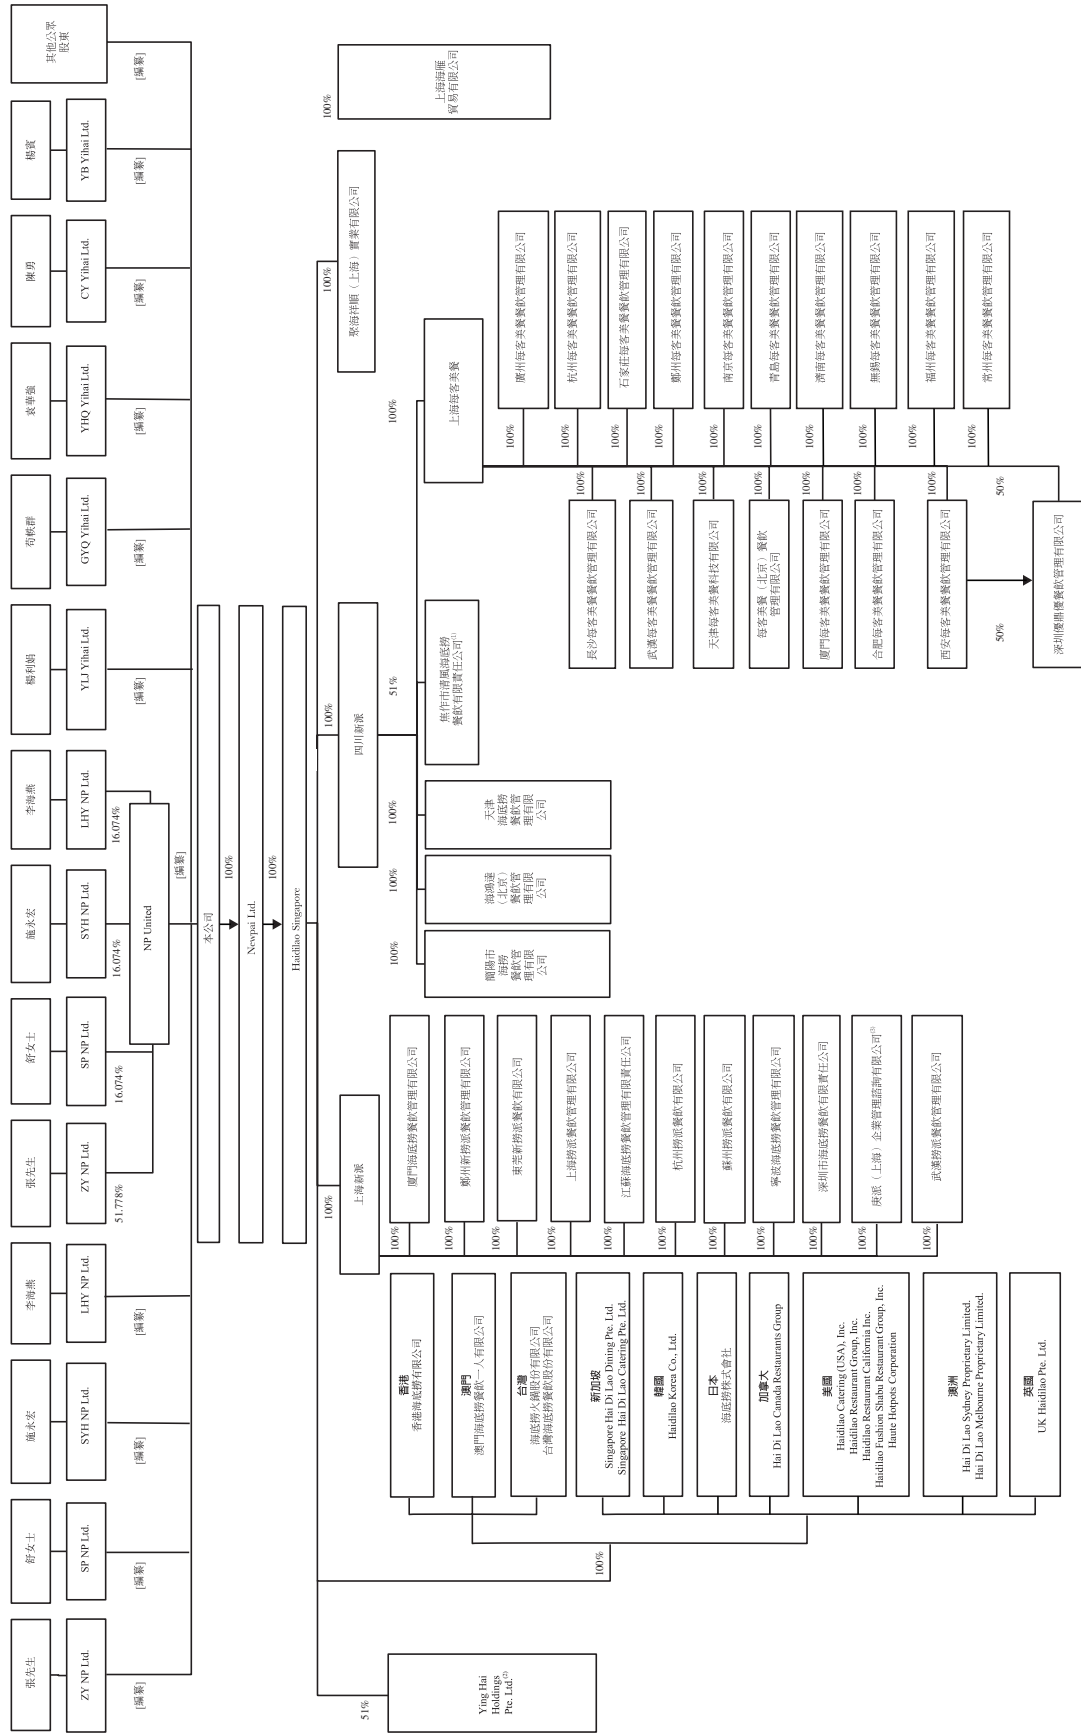 張先生
ZY NP Ltd.
[編纂]
舒女士
SP NP Ltd.
[編纂]
施永宏
SYH NP Ltd.
[編纂]
李海燕
LHY NP Ltd.
[編纂]
張先生
ZY NP Ltd.
51.778%
舒女士
SP NP Ltd.
16.074%
施永宏
SYH NP Ltd.
16.074%
李海燕
LHY NP Ltd.
16.074%
NP United
[編纂]
楊利娟
YLJ Yihai Ltd.
[編纂]
苟軼群
GYQ Yihai Ltd.
[編纂]
袁華強
YHQ Yihai Ltd.
[編纂]
陳勇
CY Yihai Ltd.
[編纂]
楊賓
YB Yihai Ltd.
[編纂]
其他公眾
股東
[編纂]
本公司
100%
Newpai Ltd.
100%
Haidilao Singapore
51%
Ying Hai
Holdings
Pte. Ltd.(2)
100%
香港
香港海底撈有限公司
澳門
澳門海底撈餐飲一人有限公司
台灣
海底撈火鍋股份有限公司
台灣海底撈餐飲股份有限公司
新加坡
Singapore Hai Di Lao Dining Pte. Ltd.
Singapore Hai Di Lao Catering Pte. Ltd.
韓國
Haidilao Korea Co., Ltd.
日本
海底撈株式會社
加拿大
Hai Di Lao Canada Restaurants Group
美國
Haidilao Catering (USA), Inc.
Haidilao Restaurant Group, Inc.
Haidilao Restaurant California Inc.
Haidilao Fushion Shabu Restaurant Group, Inc.
Haute Hotpots Corporation
澳洲
Hai Di Lao Sydney Proprietary Limited.
Hai Di Lao Melbourne Proprietary Limited.
英國
UK Haidilao Pte. Ltd.
100%
上海新派
100%
廈門海底撈餐飲管理有限公司
100%
鄭州新撈派餐飲管理有限公司
100%
東莞新撈派餐飲有限公司
100%
上海撈派餐飲管理有限公司
100%
江蘇海底撈餐飲管理有限責任公司
100%
杭州撈派餐飲有限公司
100%
蘇州撈派餐飲有限公司
100%
寧波海底撈餐飲管理有限公司
100%
深圳市海底撈餐飲有限責任公司
100%
庚派（上海）企業管理諮詢有限公司(3)
100%
武漢撈派餐飲管理有限公司
100%
四川新派
100%
簡陽市
海撈
餐飲管
理有限
公司
100%
海鴻達
（北京）
餐飲管
理有限
公司
100%
天津
海底撈
餐飲管
理有限
公司
51%
焦作市清風海底撈
餐飲有限責任公司(1)
100%
上海每客美餐
100%
長沙每客美餐餐飲管理有限公司
100%
武漢每客美餐餐飲管理有限公司
100%
天津每客美餐科技有限公司
100%
每客美餐（北京）餐飲
管理有限公司
100%
廈門每客美餐餐飲管理有限公司
100%
合肥每客美餐餐飲管理有限公司
100%
西安每客美餐餐飲管理有限公司
50%
50%
深圳優鼎優餐飲管理有限公司
100%
廣州每客美餐餐飲管理有限公司
100%
杭州每客美餐餐飲管理有限公司
100%
石家莊每客美餐餐飲管理有限公司
100%
鄭州每客美餐餐飲管理有限公司
100%
南京每客美餐餐飲管理有限公司
100%
青島每客美餐餐飲管理有限公司
100%
濟南每客美餐餐飲管理有限公司
100%
無錫每客美餐餐飲管理有限公司
100%
福州每客美餐餐飲管理有限公司
100%
常州每客美餐餐飲管理有限公司
100%
聚海祥順（上海）實業有限公司
100%
上海海雁
貿易有限公司